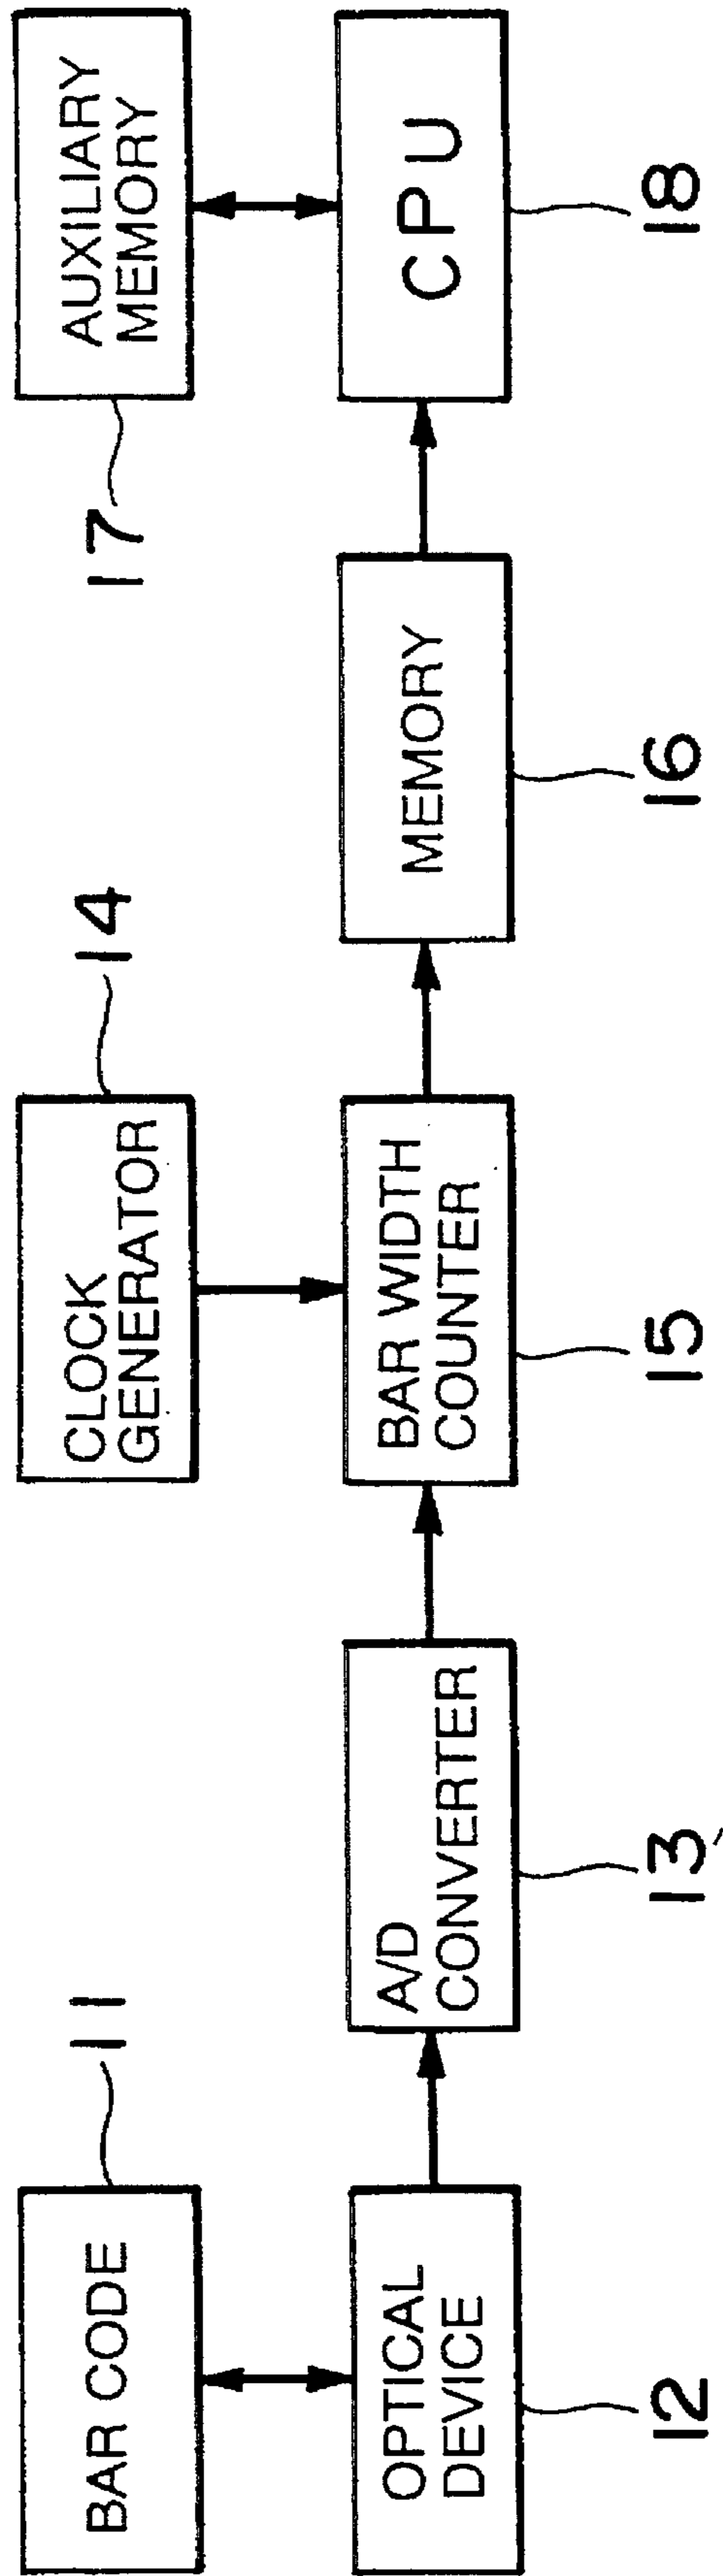 11
14
17
BAR CODE
CLOCK
GENERATOR
AUXILIARY
MEMORY
OPTICAL
DEVICE
A/D
CONVERTER
BAR WIDTH
COUNTER
MEMORY
CPU
12
13
15
16
18